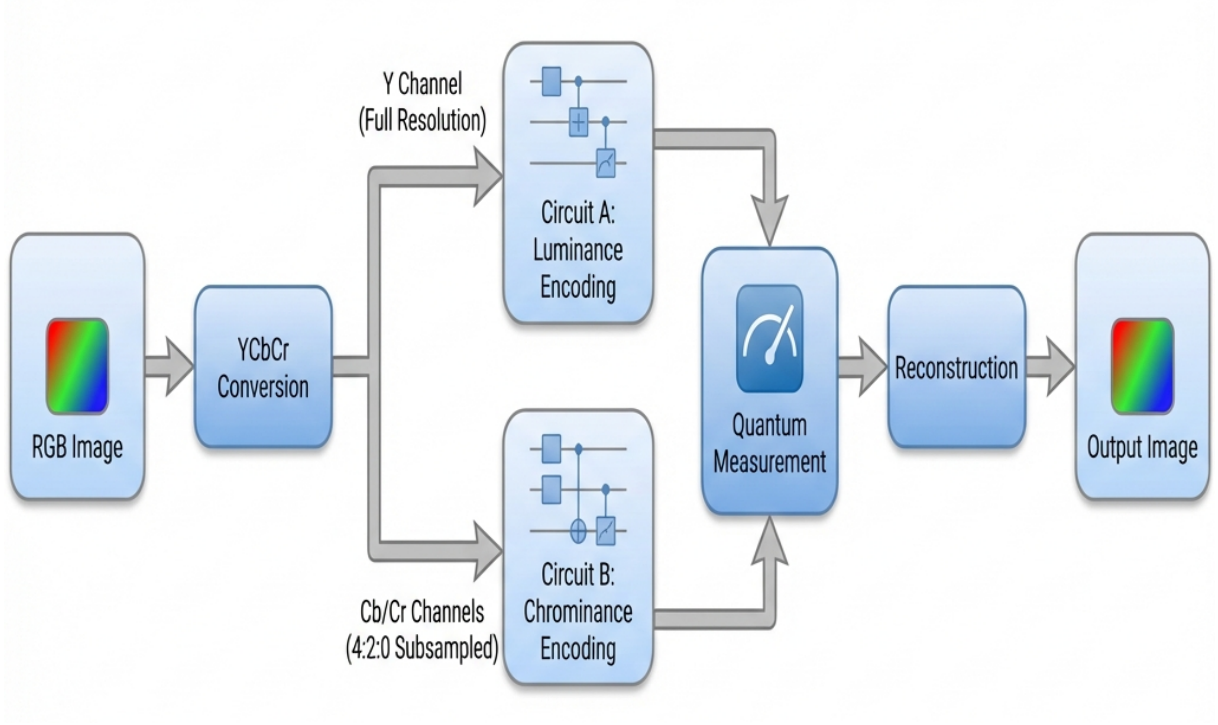 RGB Image
YCbCr
Conversion
Y Channel
(Full Resolution)
Circuit A:
Luminance
Encoding
Cb/Cr Channels
(4:2:0 Subsampled)
Circuit B:
Chrominance
Encoding
Quantum
Measurement
Reconstruction
Output Image